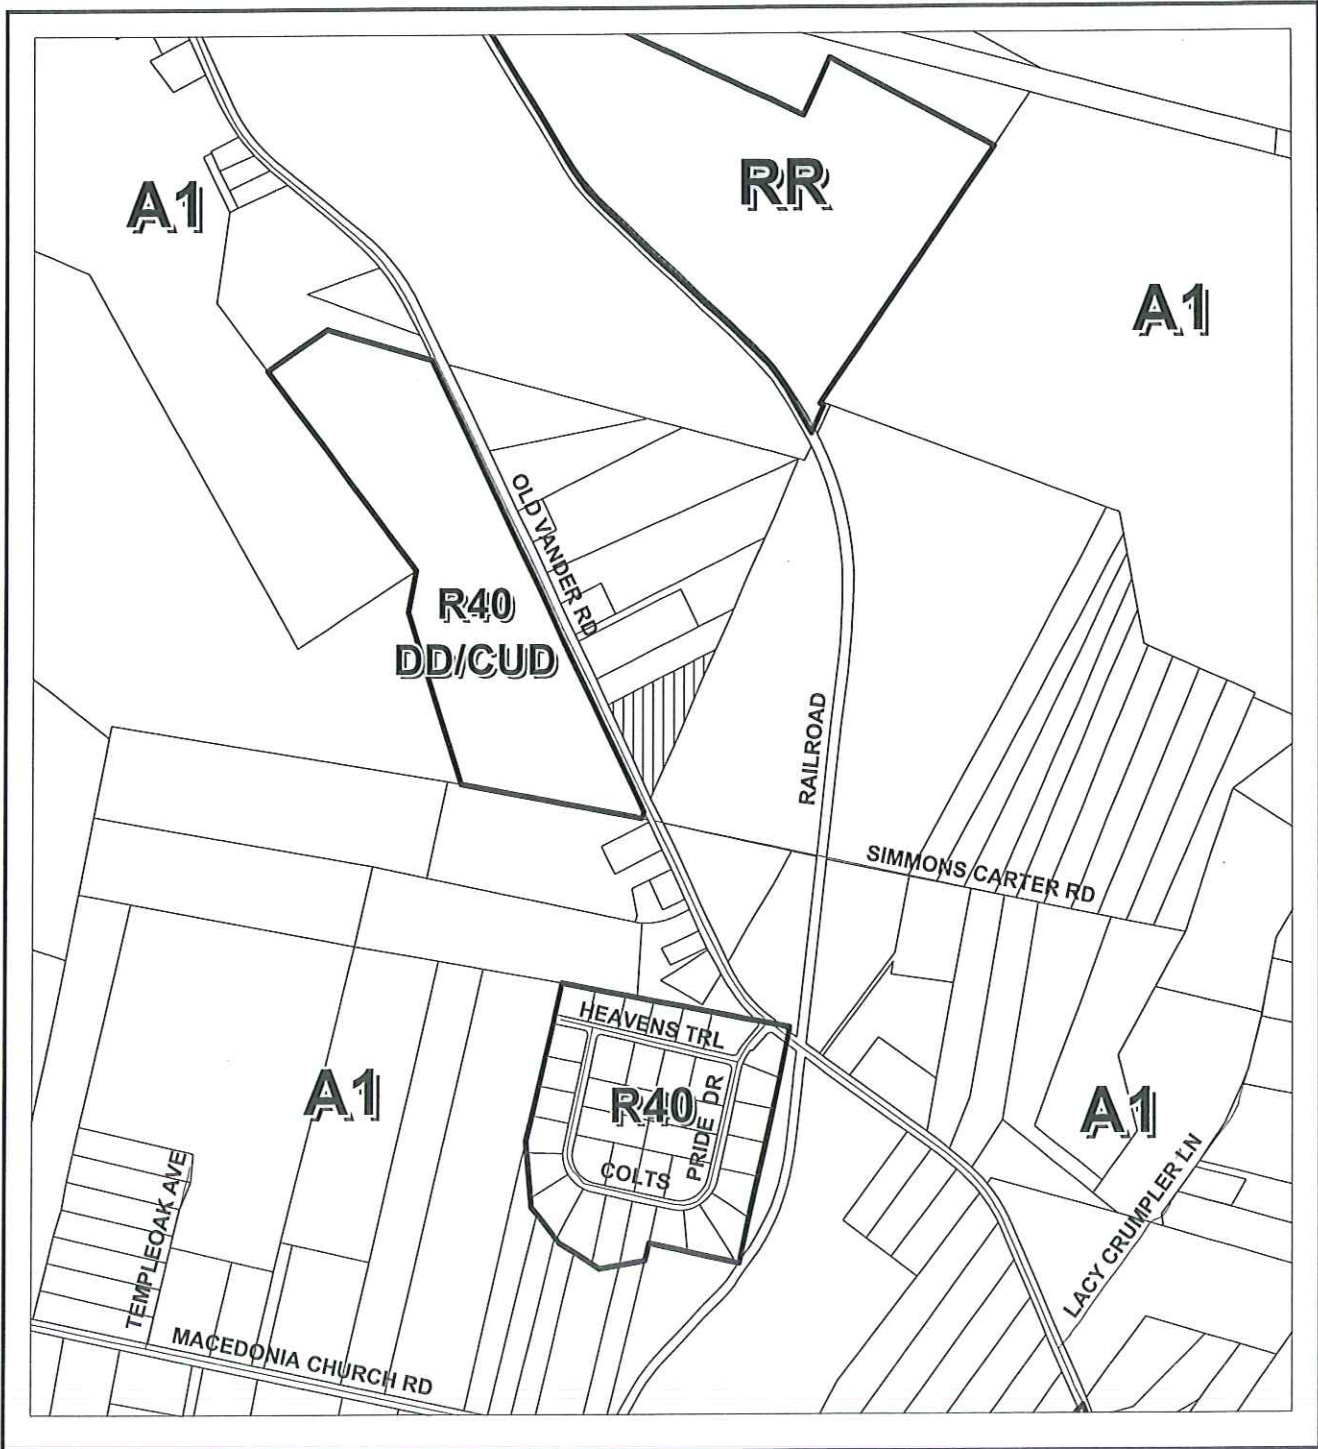 RR
A1
A1
OLD VANDER RD
R40
DD/CUD
RAILROAD
SIMMONS CARTER RD
HEAVENS TRL
A1
R40
PRIDE DR
COLTS
A1
TEMPLEOAK AVE
LACY CRUMPLER LN
MACEDONIA CHURCH RD